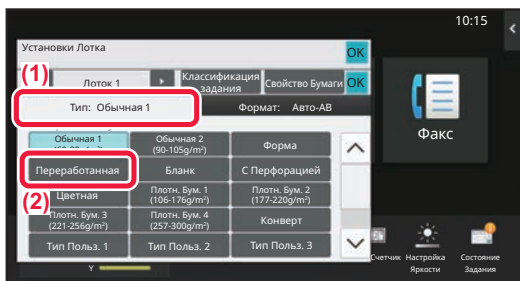 10:15
Установки Лотка
OK
(1)
Лоток 1
Классификация задания
Свойство Бумаги
OK
Тип: Обычная 1
Формат: Авто-АВ
Обычная 1
Обычная 2
(90-105g/m²)
Форма
Переработанная
Бланк
С Перфорацией
(2)
Цветная
Плотн. Бум. 1
(106-176g/m²)
Плотн. Бум. 2
(177-220g/m²)
Плотн. Бум. 3
(221-256g/m²)
Плотн. Бум. 4
(257-300g/m²)
Конверт
Тип Польз. 1
Тип Польз. 2
Тип Польз. 3
Факс
Счетчик
Настройка
Яркости
Состояние
Задания
Y